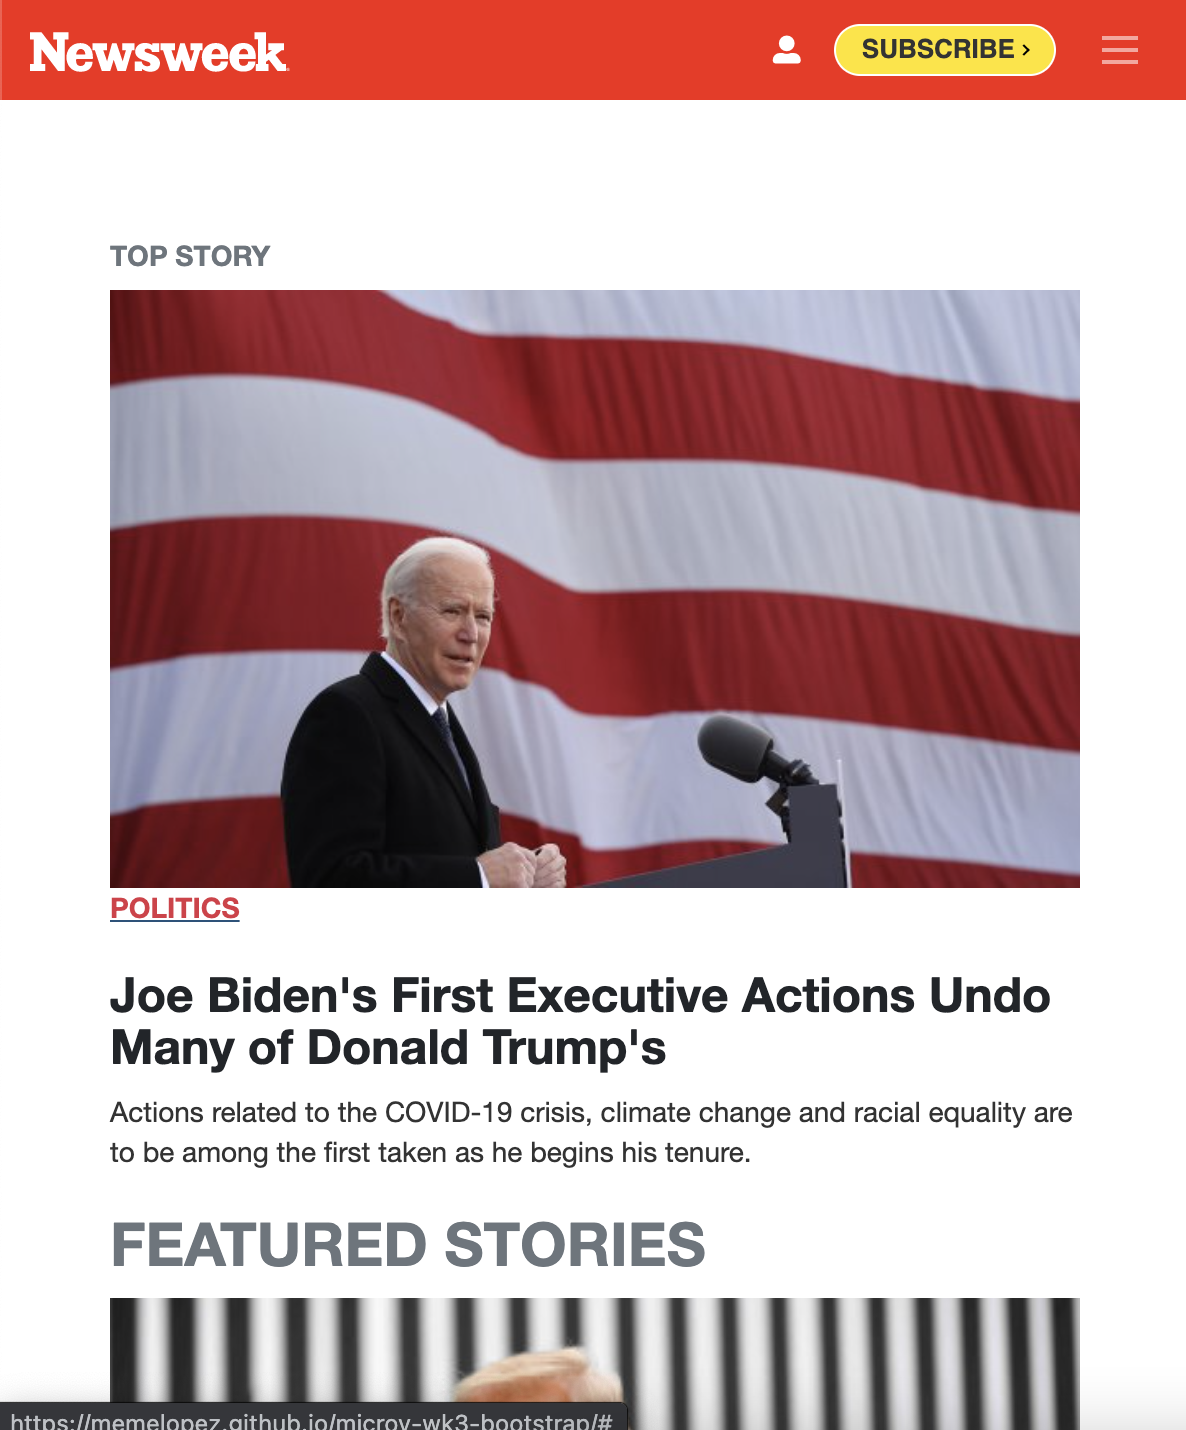 Newsweek
SUBSCRIBE ›
TOP STORY
POLITICS
Joe Biden's First Executive Actions Undo
Many of Donald Trump's
Actions related to the COVID-19 crisis, climate change and racial equality are
to be among the first taken as he begins his tenure.
FEATURED STORIES
https://memelopez.github.io/microv-wk3-bootstrap/#